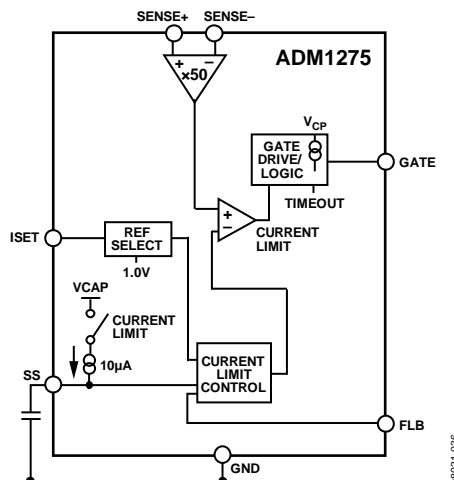 SENSE+ SENSE–
+ –
×50
ADM1275
VCP
GATE
DRIVE/
LOGIC
GATE
TIMEOUT
+
–
CURRENT
LIMIT
ISET
REF
SELECT
1.0V
VCAP
CURRENT
LIMIT
10µA
SS
CURRENT
LIMIT
CONTROL
FLB
GND